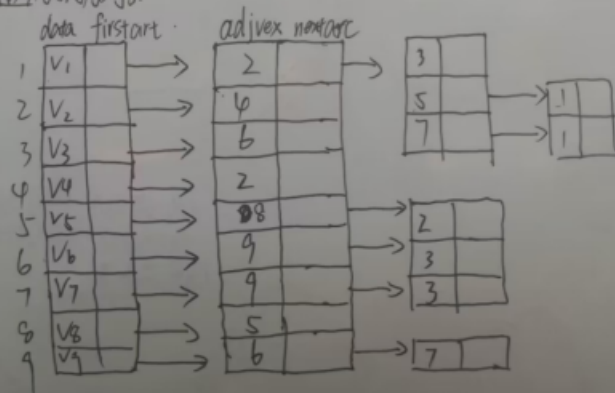 data firstart. adjvex nextarc
1 V1 2 3
2 V2 4 5 1
3 V3 6 7 1
4 V4 2
5 V5 8 2
6 V6 9 3
7 V7 9 3
8 V8 5
9 V9 6 7